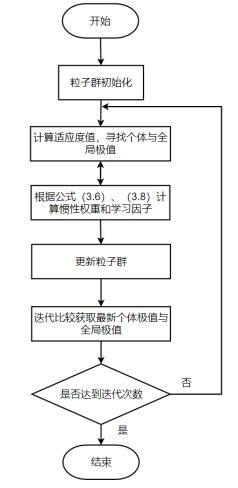 开始
粒子群初始化
计算适应度值，寻找个体与全
局极值
根据公式（3.6）、（3.8）计
算惯性权重和学习因子
更新粒子群
迭代比较获取最新个体极值与
全局极值
是否达到迭代次数
否
是
结束